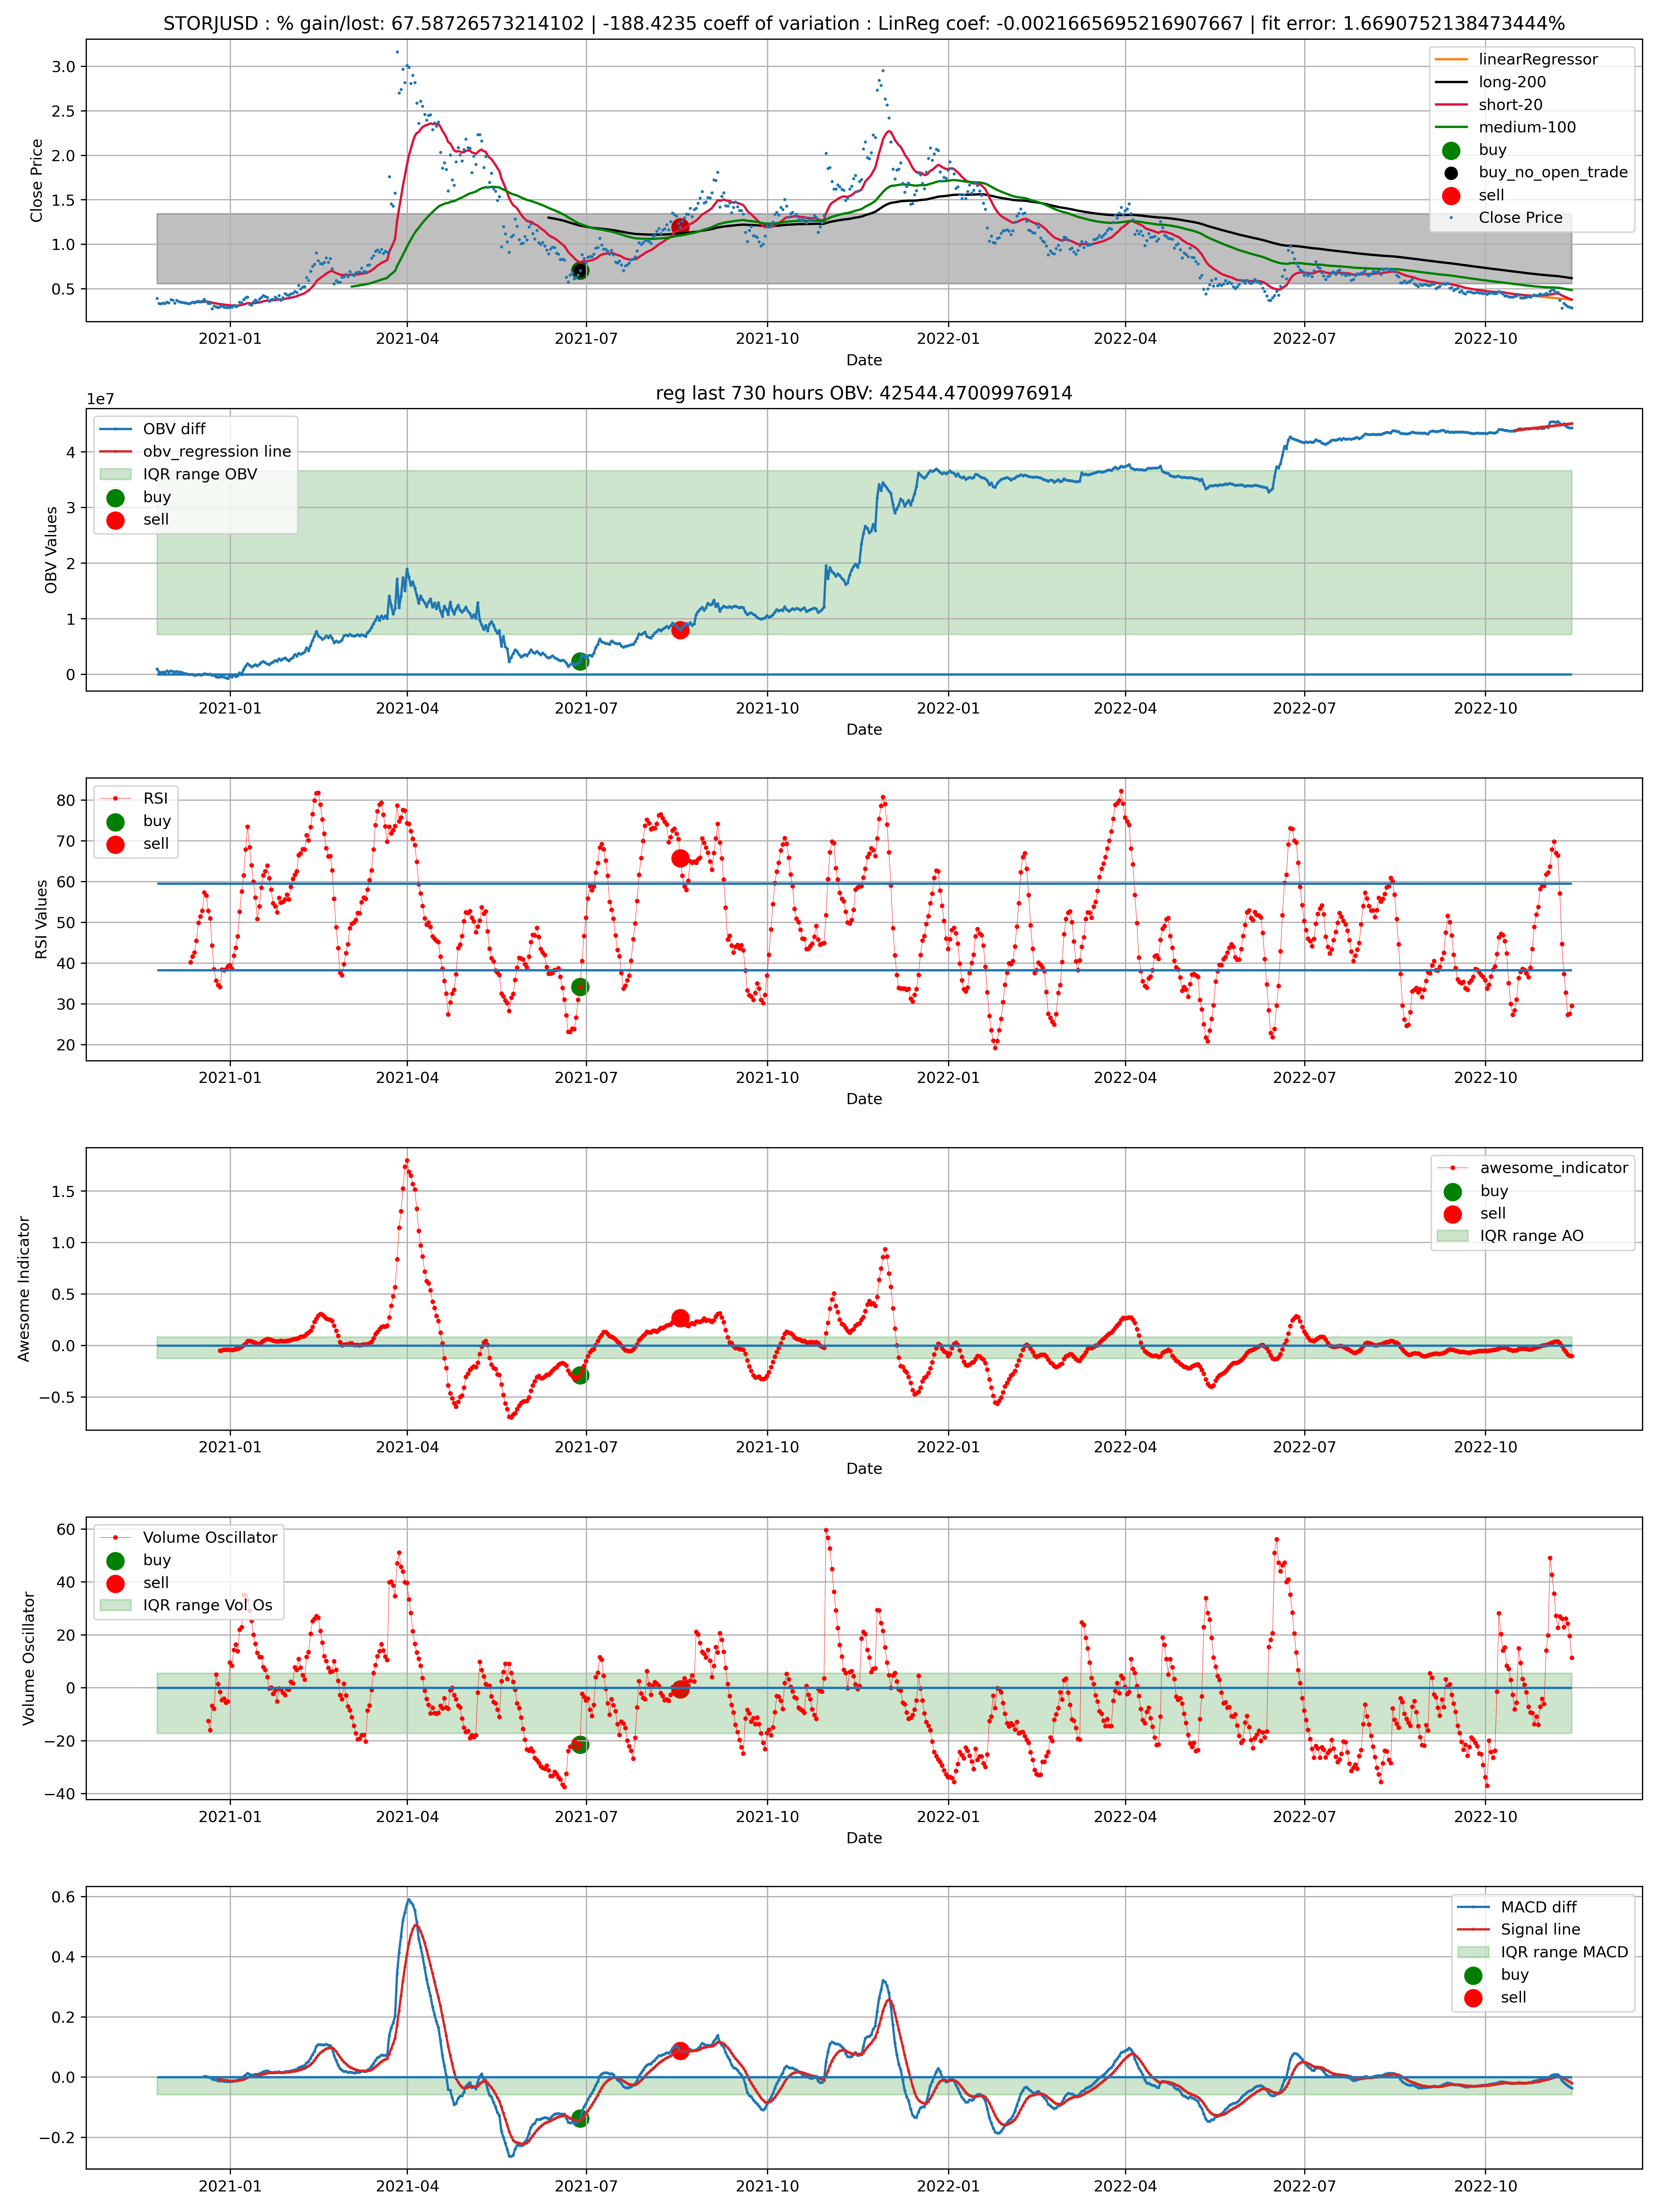 STORJUSD : % gain/lost: 67.58726573214102 | -188.4235 coeff of variation : LinReg coef: -0.0021665695216907667 | fit error: 1.6690752138473444%
3.0
2.5
2.0
1.5
1.0
0.5
Close Price
linearRegressor
long-200
short-20
medium-100
buy
buy_no_open_trade
sell
Close Price
2021-01
2021-04
2021-07
2021-10
2022-01
2022-04
2022-07
2022-10
Date
reg last 730 hours OBV: 42544.47009976914
1e7
4
3
2
1
0
OBV Values
OBV diff
obv_regression line
IQR range OBV
buy
sell
2021-01
2021-04
2021-07
2021-10
2022-01
2022-04
2022-07
2022-10
Date
80
70
60
50
40
30
20
RSI Values
RSI
buy
sell
2021-01
2021-04
2021-07
2021-10
2022-01
2022-04
2022-07
2022-10
Date
1.5
1.0
0.5
0.0
−0.5
Awesome Indicator
awesome_indicator
buy
sell
IQR range AO
2021-01
2021-04
2021-07
2021-10
2022-01
2022-04
2022-07
2022-10
Date
60
40
20
0
−20
−40
Volume Oscillator
Volume Oscillator
buy
sell
IQR range Vol Os
2021-01
2021-04
2021-07
2021-10
2022-01
2022-04
2022-07
2022-10
Date
0.6
0.4
0.2
0.0
−0.2
MACD diff
Signal line
IQR range MACD
buy
sell
2021-01
2021-04
2021-07
2021-10
2022-01
2022-04
2022-07
2022-10